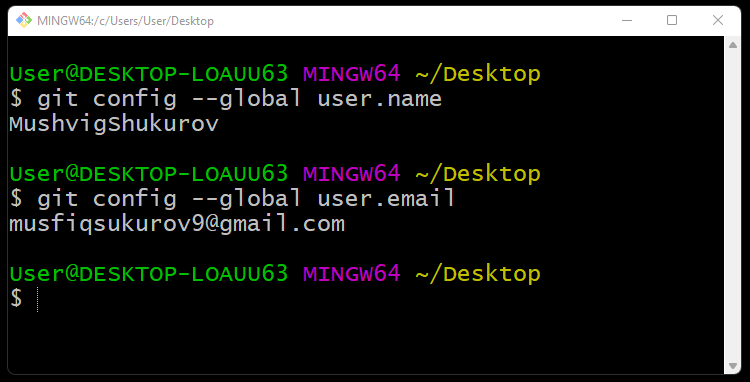 MINGW64:/c/Users/User/Desktop
User@DESKTOP-LOAUU63 MINGW64 ~/Desktop
$ git config --global user.name
MushvigShukurov
User@DESKTOP-LOAUU63 MINGW64 ~/Desktop
$ git config --global user.email
musfiqsukurov9@gmail.com
User@DESKTOP-LOAUU63 MINGW64 ~/Desktop
$